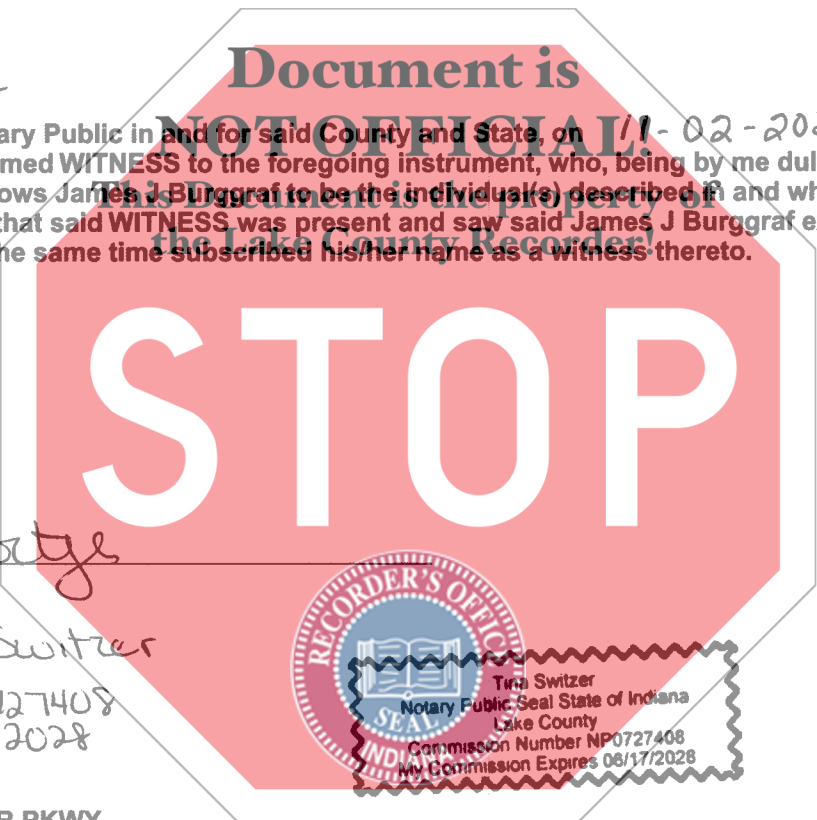 Document is
NOT OFFICIAL!
ary Public in and for said County and State, on 11-02-202
med WITNESS to the foregoing instrument, who, being by me dul
This Document is the property of
ows James J Burggraf to be the individual(s) described in and wh
that said WITNESS was present and saw said James J Burggraf e
the Lake County Recorder!
he same time subscribed his/her name as a witness thereto.
STOP
RECORDER'S OFFICE
SEAL
INDIANA
Switzer
127408
2028
Tina Switzer
Notary Public Seal State of Indiana
Lake County
Commission Number NP0727408
My Commission Expires 06/17/2028
PKWY